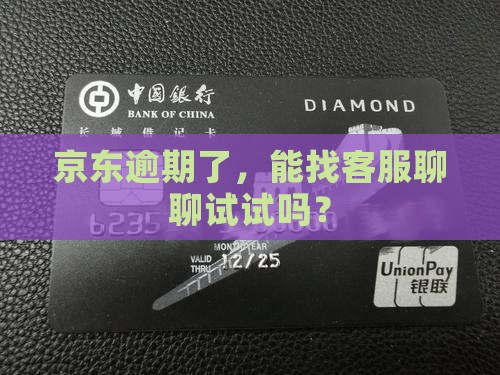 中国银行
BANK OF CHINA
DIAMOND
长城借记卡
京东逾期了，能找客服聊
聊试试吗？
6235
0000
MONTH/YEAR
VALID
THRU
12/25
UnionPay
银联